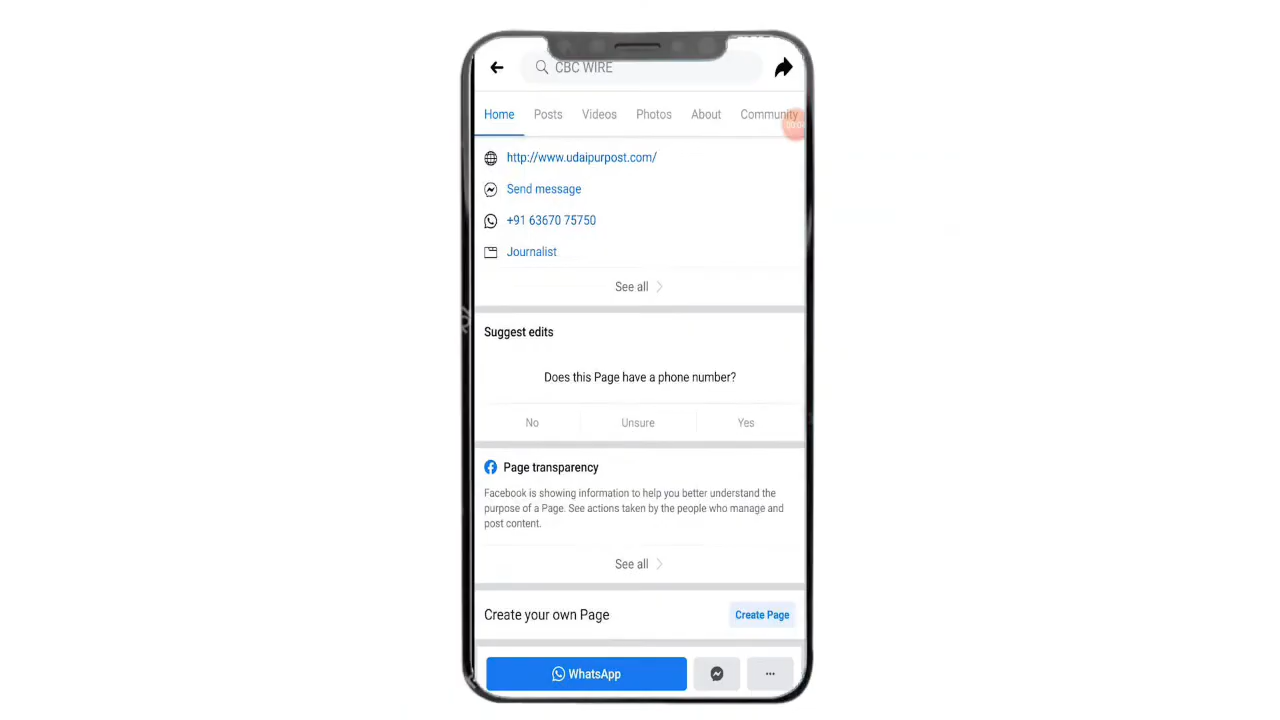 CBC WIRE
Home Posts Videos Photos About Community
http://www.udaipurpost.com/
Send message
+91 63670 75750
Journalist
See all
Suggest edits
Does this Page have a phone number?
No Unsure Yes
Page transparency
Facebook is showing information to help you better understand the
purpose of a Page. See actions taken by the people who manage and
post content.
See all
Create your own Page Create Page
WhatsApp